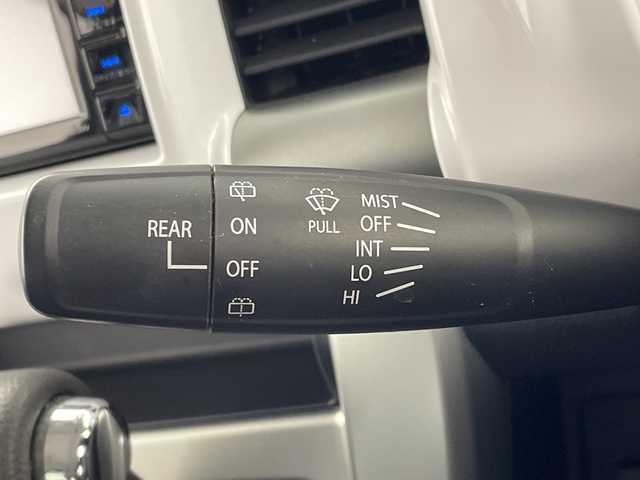 REAR
ON
OFF
PULL
MIST
OFF
INT
LO
HI